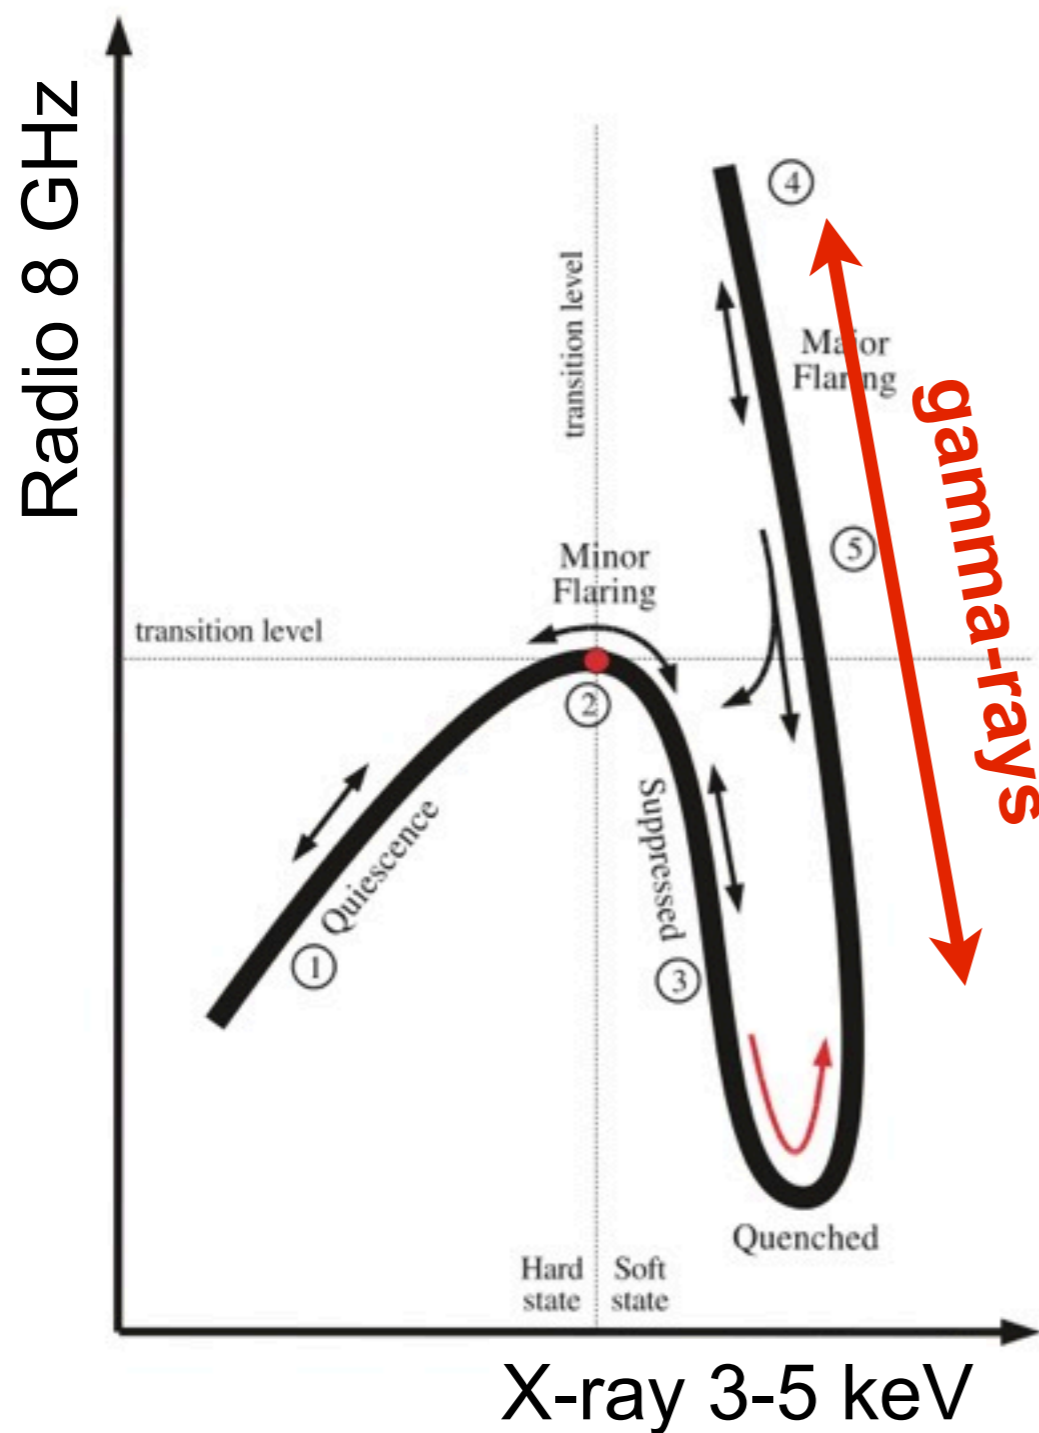 Radio 8 GHz
4
transition level
Major
Flaring
gamma-rays
5
Minor
Flaring
transition level
2
Quiescence
Suppressed
1
3
Quenched
Hard
state
Soft
state
X-ray 3-5 keV